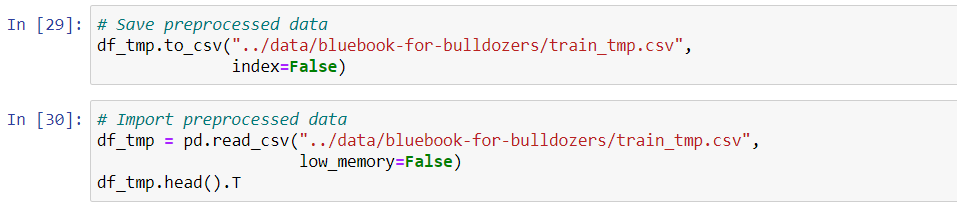 In [29]: # Save preprocessed data
df_tmp.to_csv("../data/bluebook-for-bulldozers/train_tmp.csv",
              index=False)
In [30]: # Import preprocessed data
df_tmp = pd.read_csv("../data/bluebook-for-bulldozers/train_tmp.csv",
                     low_memory=False)
df_tmp.head().T